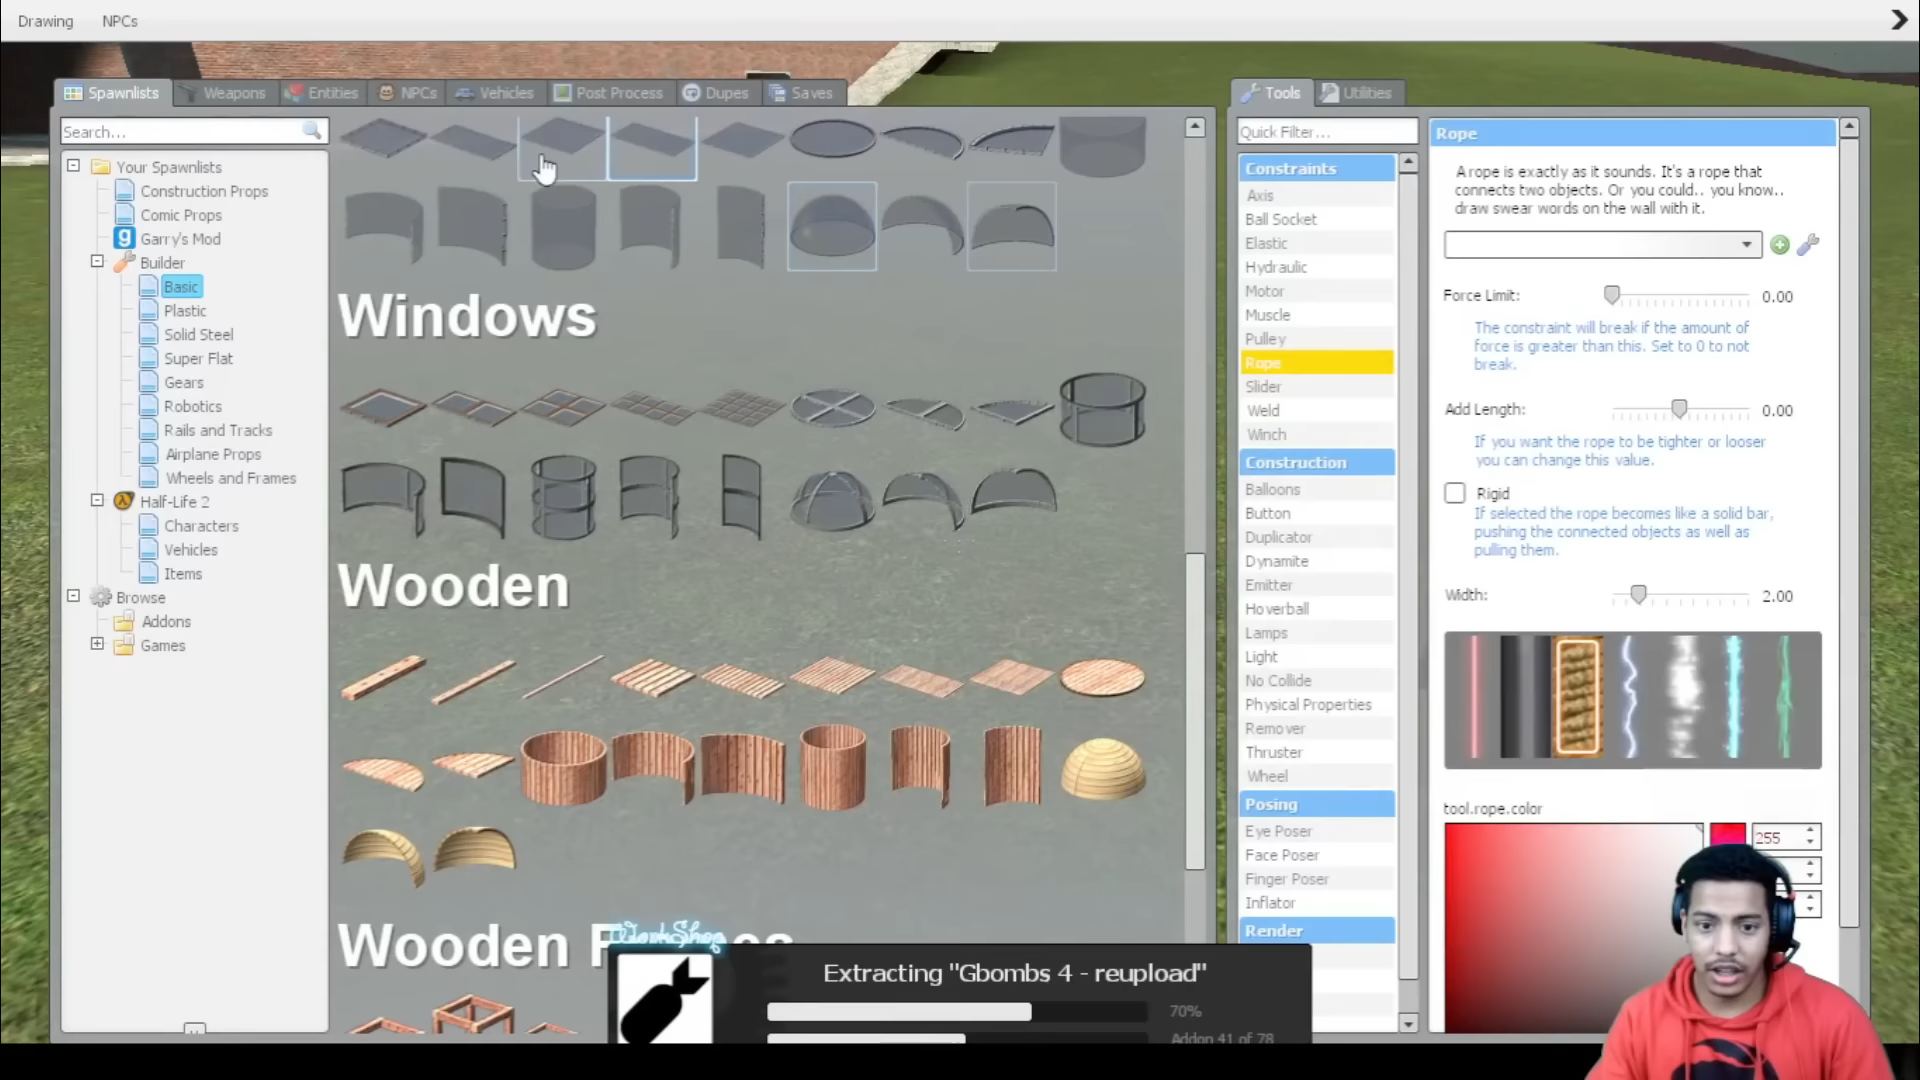 Drawing NPCs
Spawnlists Weapons Entities NPCs Vehicles Post Process Dupes Saves
Search...
Your Spawnlists
Construction Props
Comic Props
Garry's Mod
Builder
Basic
Plastic
Solid Steel
Super Flat
Gears
Robotics
Rails and Tracks
Airplane Props
Wheels and Frames
Half-Life 2
Characters
Vehicles
Items
Browse
Addons
Games
Windows
Wooden
Wooden
WorkShop
Extracting "Gbombs 4 - reupload"
70%
Addon 41 of 78
Tools Utilities
Quick Filter...
Constraints
Axis
Ball Socket
Elastic
Hydraulic
Motor
Muscle
Pulley
Rope
Slider
Weld
Winch
Construction
Balloons
Button
Duplicator
Dynamite
Emitter
Hoverball
Lamps
Light
No Collide
Physical Properties
Remover
Thruster
Wheel
Posing
Eye Poser
Face Poser
Finger Poser
Inflator
Render
Rope
A rope is exactly as it sounds. It's a rope that
connects two objects. Or you could.. you know..
draw swear words on the wall with it.
Force Limit: 0.00
The constraint will break if the amount of
force is greater than this. Set to 0 to not
break.
Add Length: 0.00
If you want the rope to be tighter or looser
you can change this value.
Rigid
If selected the rope becomes like a solid bar,
pushing the connected objects as well as
pulling them.
Width: 2.00
tool.rope.color
255